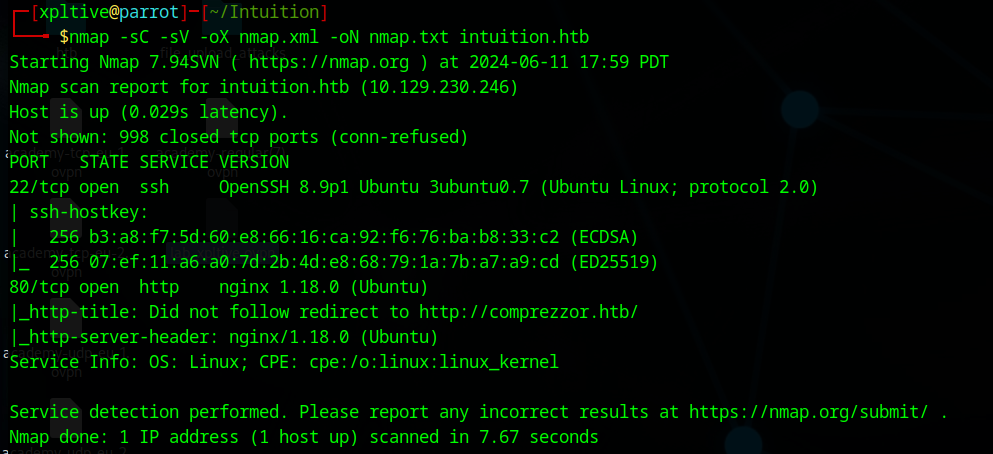 ┌─[xpltive@parrot]─[~/Intuition]
└──╼ $nmap -sC -sV -oX nmap.xml -oN nmap.txt intuition.htb
Starting Nmap 7.94SVN ( https://nmap.org ) at 2024-06-11 17:59 PDT
Nmap scan report for intuition.htb (10.129.230.246)
Host is up (0.029s latency).
Not shown: 998 closed tcp ports (conn-refused)
PORT   STATE SERVICE VERSION
22/tcp open  ssh     OpenSSH 8.9p1 Ubuntu 3ubuntu0.7 (Ubuntu Linux; protocol 2.0)
| ssh-hostkey:
|   256 b3:a8:f7:5d:60:e8:66:16:ca:92:f6:76:ba:b8:33:c2 (ECDSA)
|_  256 07:ef:11:a6:a0:7d:2b:4d:e8:68:79:1a:7b:a7:a9:cd (ED25519)
80/tcp open  http    nginx 1.18.0 (Ubuntu)
|_http-title: Did not follow redirect to http://comprezzor.htb/
|_http-server-header: nginx/1.18.0 (Ubuntu)
Service Info: OS: Linux; CPE: cpe:/o:linux:linux_kernel

Service detection performed. Please report any incorrect results at https://nmap.org/submit/ .
Nmap done: 1 IP address (1 host up) scanned in 7.67 seconds